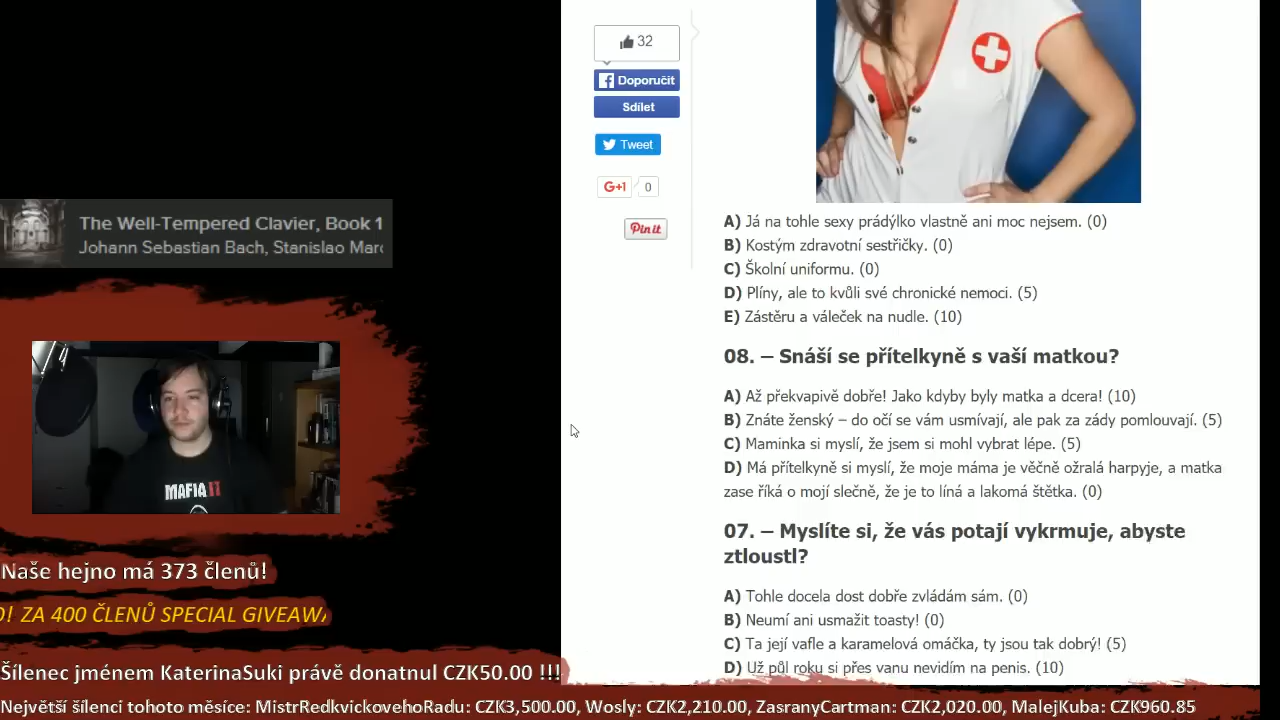 32
Doporučit
Sdílet
Tweet
G+1 0
Pin it
A) Já na tohle sexy prádýlko vlastně ani moc nejsem. (0)
B) Kostým zdravotní sestřičky. (0)
C) Školní uniformu. (0)
D) Plíny, ale to kvůli své chronické nemoci. (5)
E) Zástěru a váleček na nudle. (10)
08. – Snáší se přítelkyně s vaší matkou?
A) Až překvapivě dobře! Jako kdyby byly matka a dcera! (10)
B) Znáte ženský – do očí se vám usmívají, ale pak za zády pomlouvají. (5)
C) Maminka si myslí, že jsem si mohl vybrat lépe. (5)
D) Má přítelkyně si myslí, že moje máma je věčně ožralá harpyje, a matka
zase říká o mojí slečně, že je to líná a lakomá štětka. (0)
07. – Myslíte si, že vás potají vykrmuje, abyste
ztloustl?
A) Tohle docela dost dobře zvládám sám. (0)
B) Neumí ani usmažit toasty! (0)
C) Ta její vafle a karamelová omáčka, ty jsou tak dobrý! (5)
D) Už půl roku si přes vanu nevidím na penis. (10)
The Well-Tempered Clavier, Book 1
Johann Sebastian Bach, Stanislao Marc
MAFIA II
Naše hejno má 373 členů!
O! ZA 400 ČLENŮ SPECIAL GIVEAWA
Šílenec jménem KaterinaSuki právě donatnul CZK50.00 !!!
Největší šílenci tohoto měsíce: MistrRedkvickovehoRadu: CZK3,500.00, Wosly: CZK2,210.00, ZasranyCartman: CZK2,020.00, MalejKuba: CZK960.85